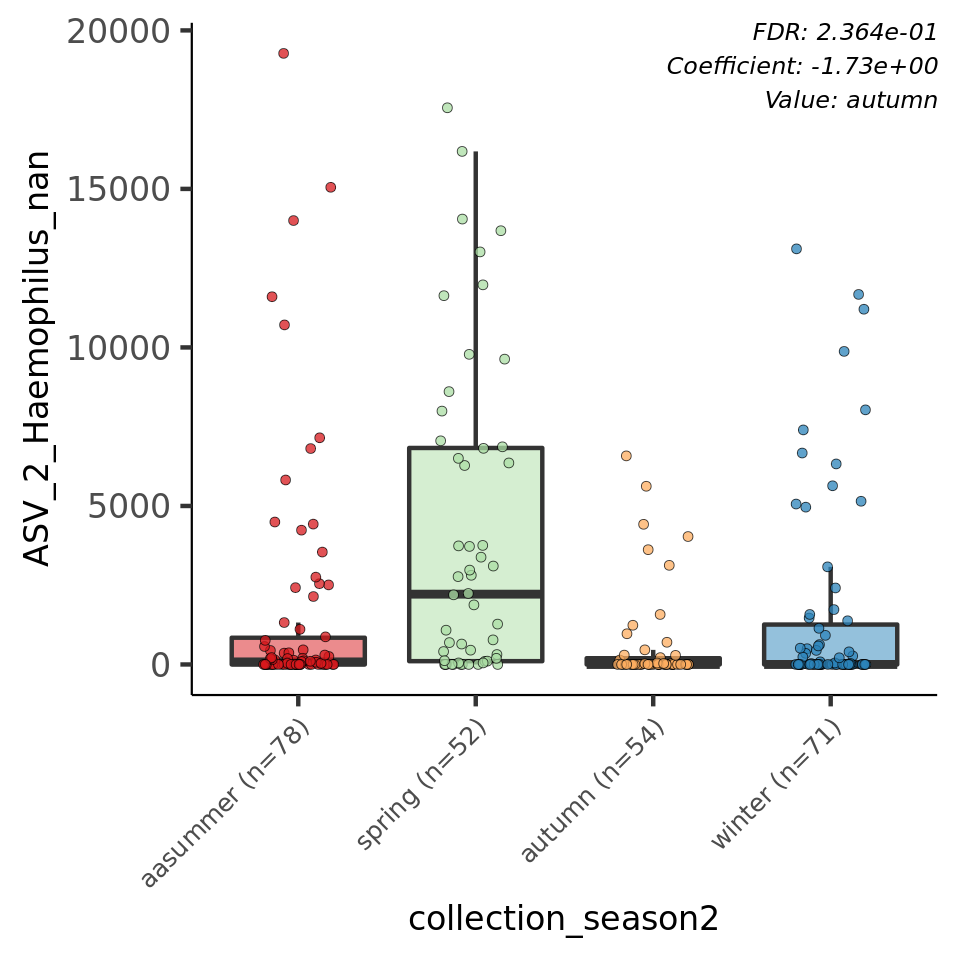 FDR: 2.364e-01
Coefficient: -1.73e+00
Value: autumn
ASV_2_Haemophilus_nan
20000
15000
10000
5000
0
aasummer (n=78)
spring (n=52)
autumn (n=54)
winter (n=71)
collection_season2